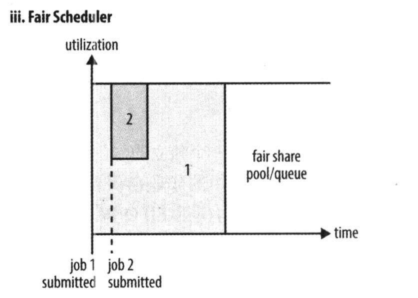 iii. Fair Scheduler
utilization
2
1
fair share
pool/queue
time
job 1 job 2
submitted submitted